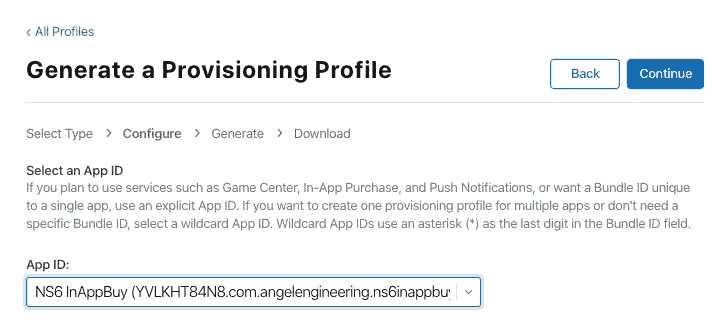 ‹ All Profiles
Generate a Provisioning Profile
Back
Continue
Select Type > Configure > Generate > Download
Select an App ID
If you plan to use services such as Game Center, In-App Purchase, and Push Notifications, or want a Bundle ID unique
to a single app, use an explicit App ID. If you want to create one provisioning profile for multiple apps or don't need a
specific Bundle ID, select a wildcard App ID. Wildcard App IDs use an asterisk (*) as the last digit in the Bundle ID field.
App ID:
NS6 InAppBuy (YVLKHT84N8.com.angelengineering.ns6inappbuy